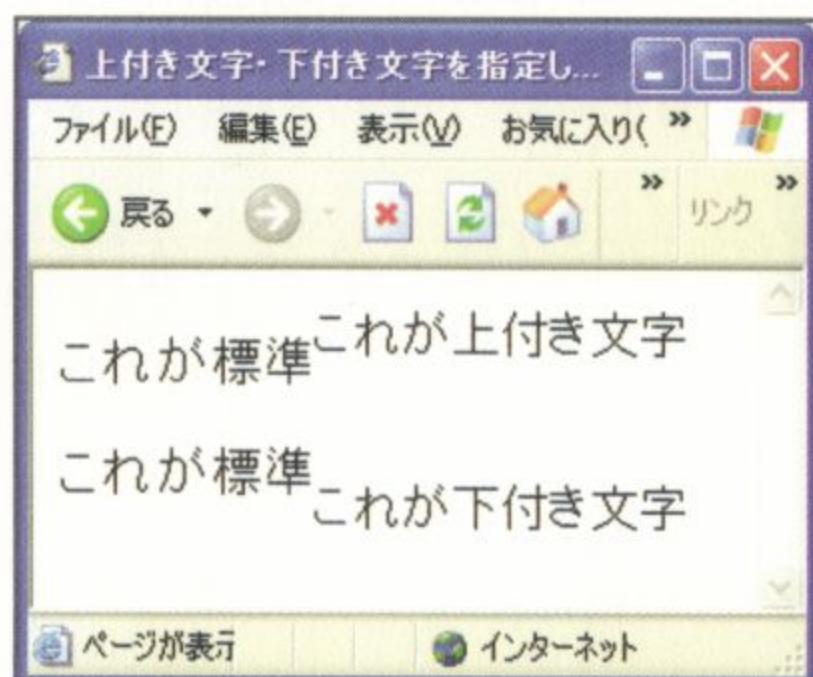 上付き文字・下付き文字を指定し...
ファイル(F) 編集(E) 表示(V) お気に入り( »
戻る » リンク »
これが標準これが上付き文字
これが標準これが下付き文字
ページが表示 インターネット